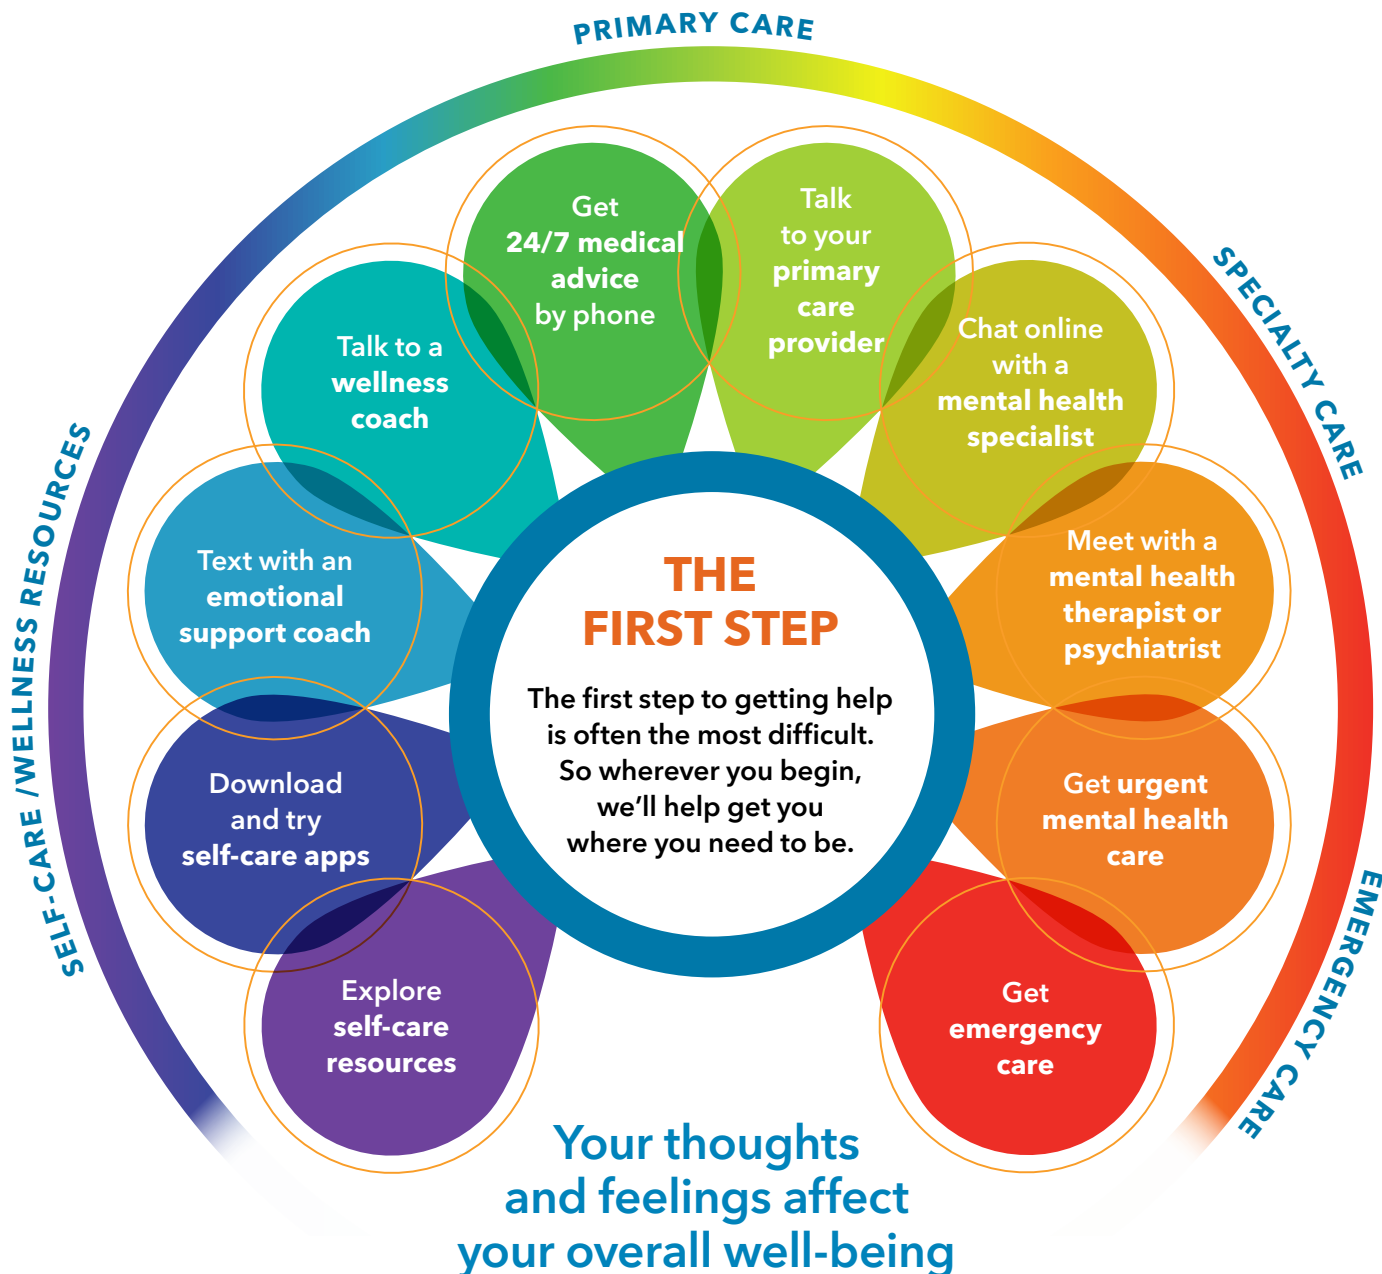 PRIMARY CARE
SPECIALTY CARE
EMERGENCY CARE
SELF-CARE /WELLNESS RESOURCES
Get
24/7 medical
advice
by phone
Talk
to your
primary
care
provider
Talk to a
wellness
coach
Chat online
with a
mental health
specialist
Text with an
emotional
support coach
Meet with a
mental health
therapist or
psychiatrist
Download
and try
self-care apps
Get urgent
mental health
care
Explore
self-care
resources
Get
emergency
care
THE
FIRST STEP
The first step to getting help
is often the most difficult.
So wherever you begin,
we’ll help get you
where you need to be.
Your thoughts
and feelings affect
your overall well-being